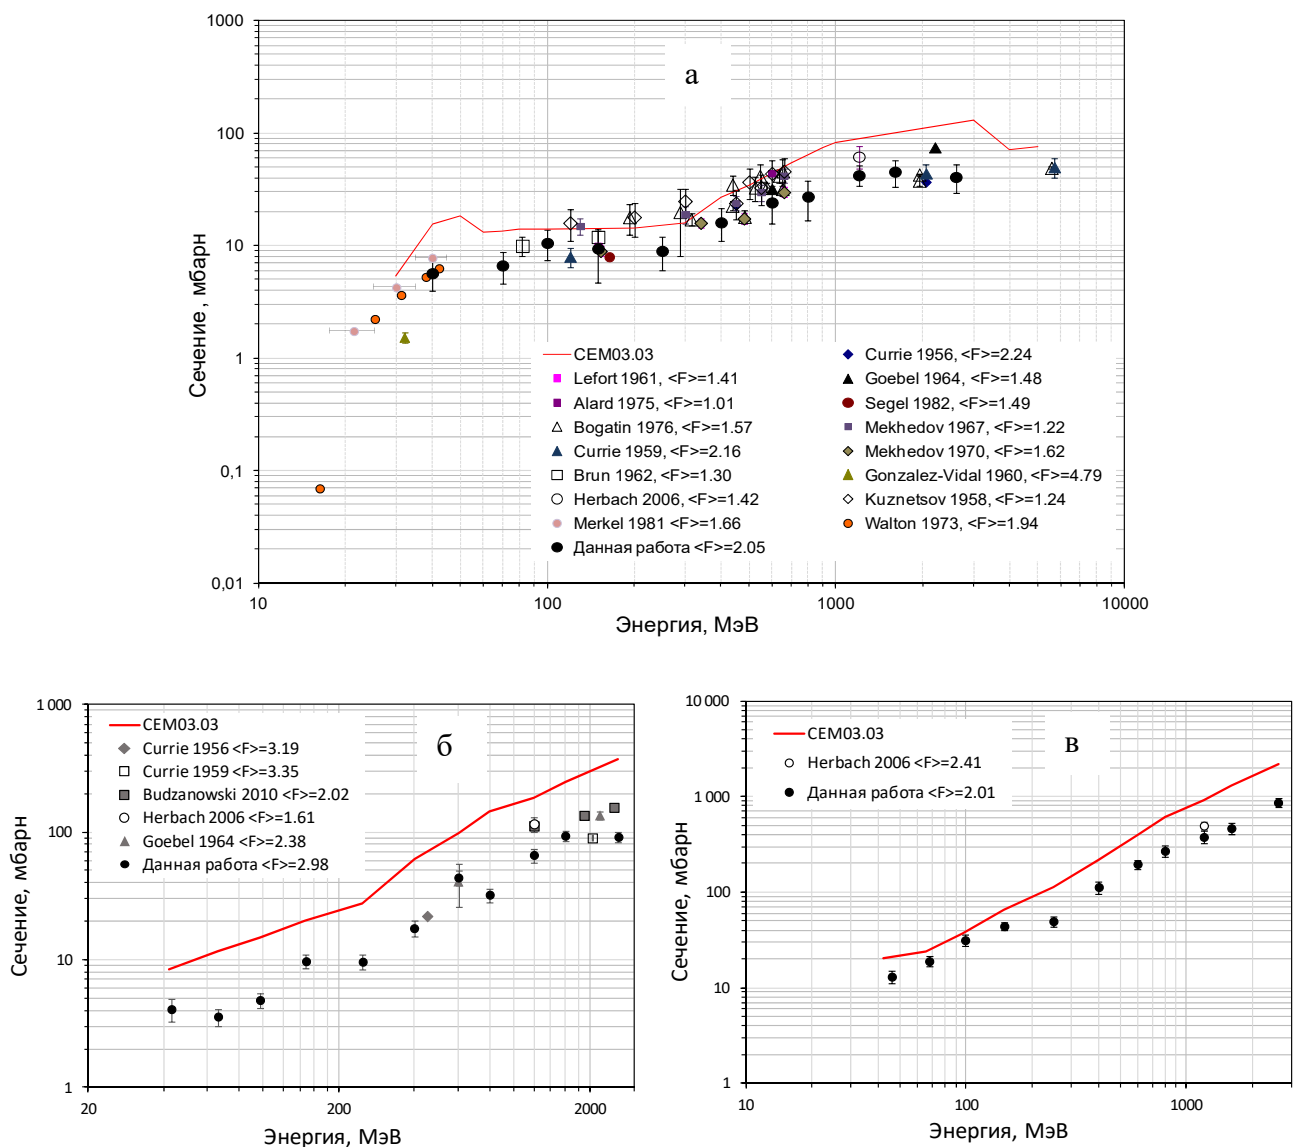 1000
а
100
10
1
0,1
0,01
Сечение, мбарн
CEM03.03
Lefort 1961, <F>=1.41
Alard 1975, <F>=1.01
Bogatin 1976, <F>=1.57
Currie 1959, <F>=2.16
Brun 1962, <F>=1.30
Herbach 2006, <F>=1.42
Merkel 1981 <F>=1.66
Данная работа <F>=2.05
Currie 1956, <F>=2.24
Goebel 1964, <F>=1.48
Segel 1982, <F>=1.49
Mekhedov 1967, <F>=1.22
Mekhedov 1970, <F>=1.62
Gonzalez-Vidal 1960, <F>=4.79
Kuznetsov 1958, <F>=1.24
Walton 1973, <F>=1.94
10 100 1000 10000
Энергия, МэВ
1 000
100
10
1
Сечение, мбарн
б
CEM03.03
Currie 1956 <F>=3.19
Currie 1959 <F>=3.35
Budzanowski 2010 <F>=2.02
Herbach 2006 <F>=1.61
Goebel 1964 <F>=2.38
Данная работа <F>=2.98
20 200 2000
Энергия, МэВ
10 000
1 000
100
10
1
Сечение, мбарн
в
CEM03.03
Herbach 2006 <F>=2.41
Данная работа <F>=2.01
10 100 1000
Энергия, МэВ